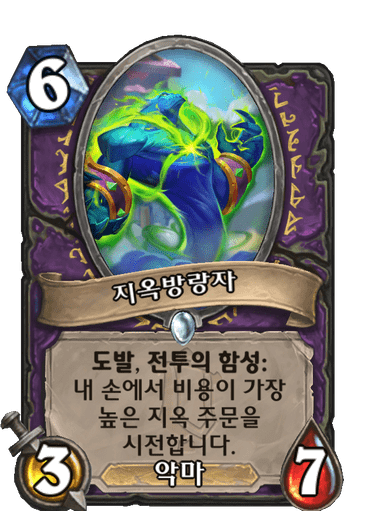 6
지옥방랑자
도발, 전투의 함성:
내 손에서 비용이 가장
높은 지옥 주문을
시전합니다.
3
악마
7